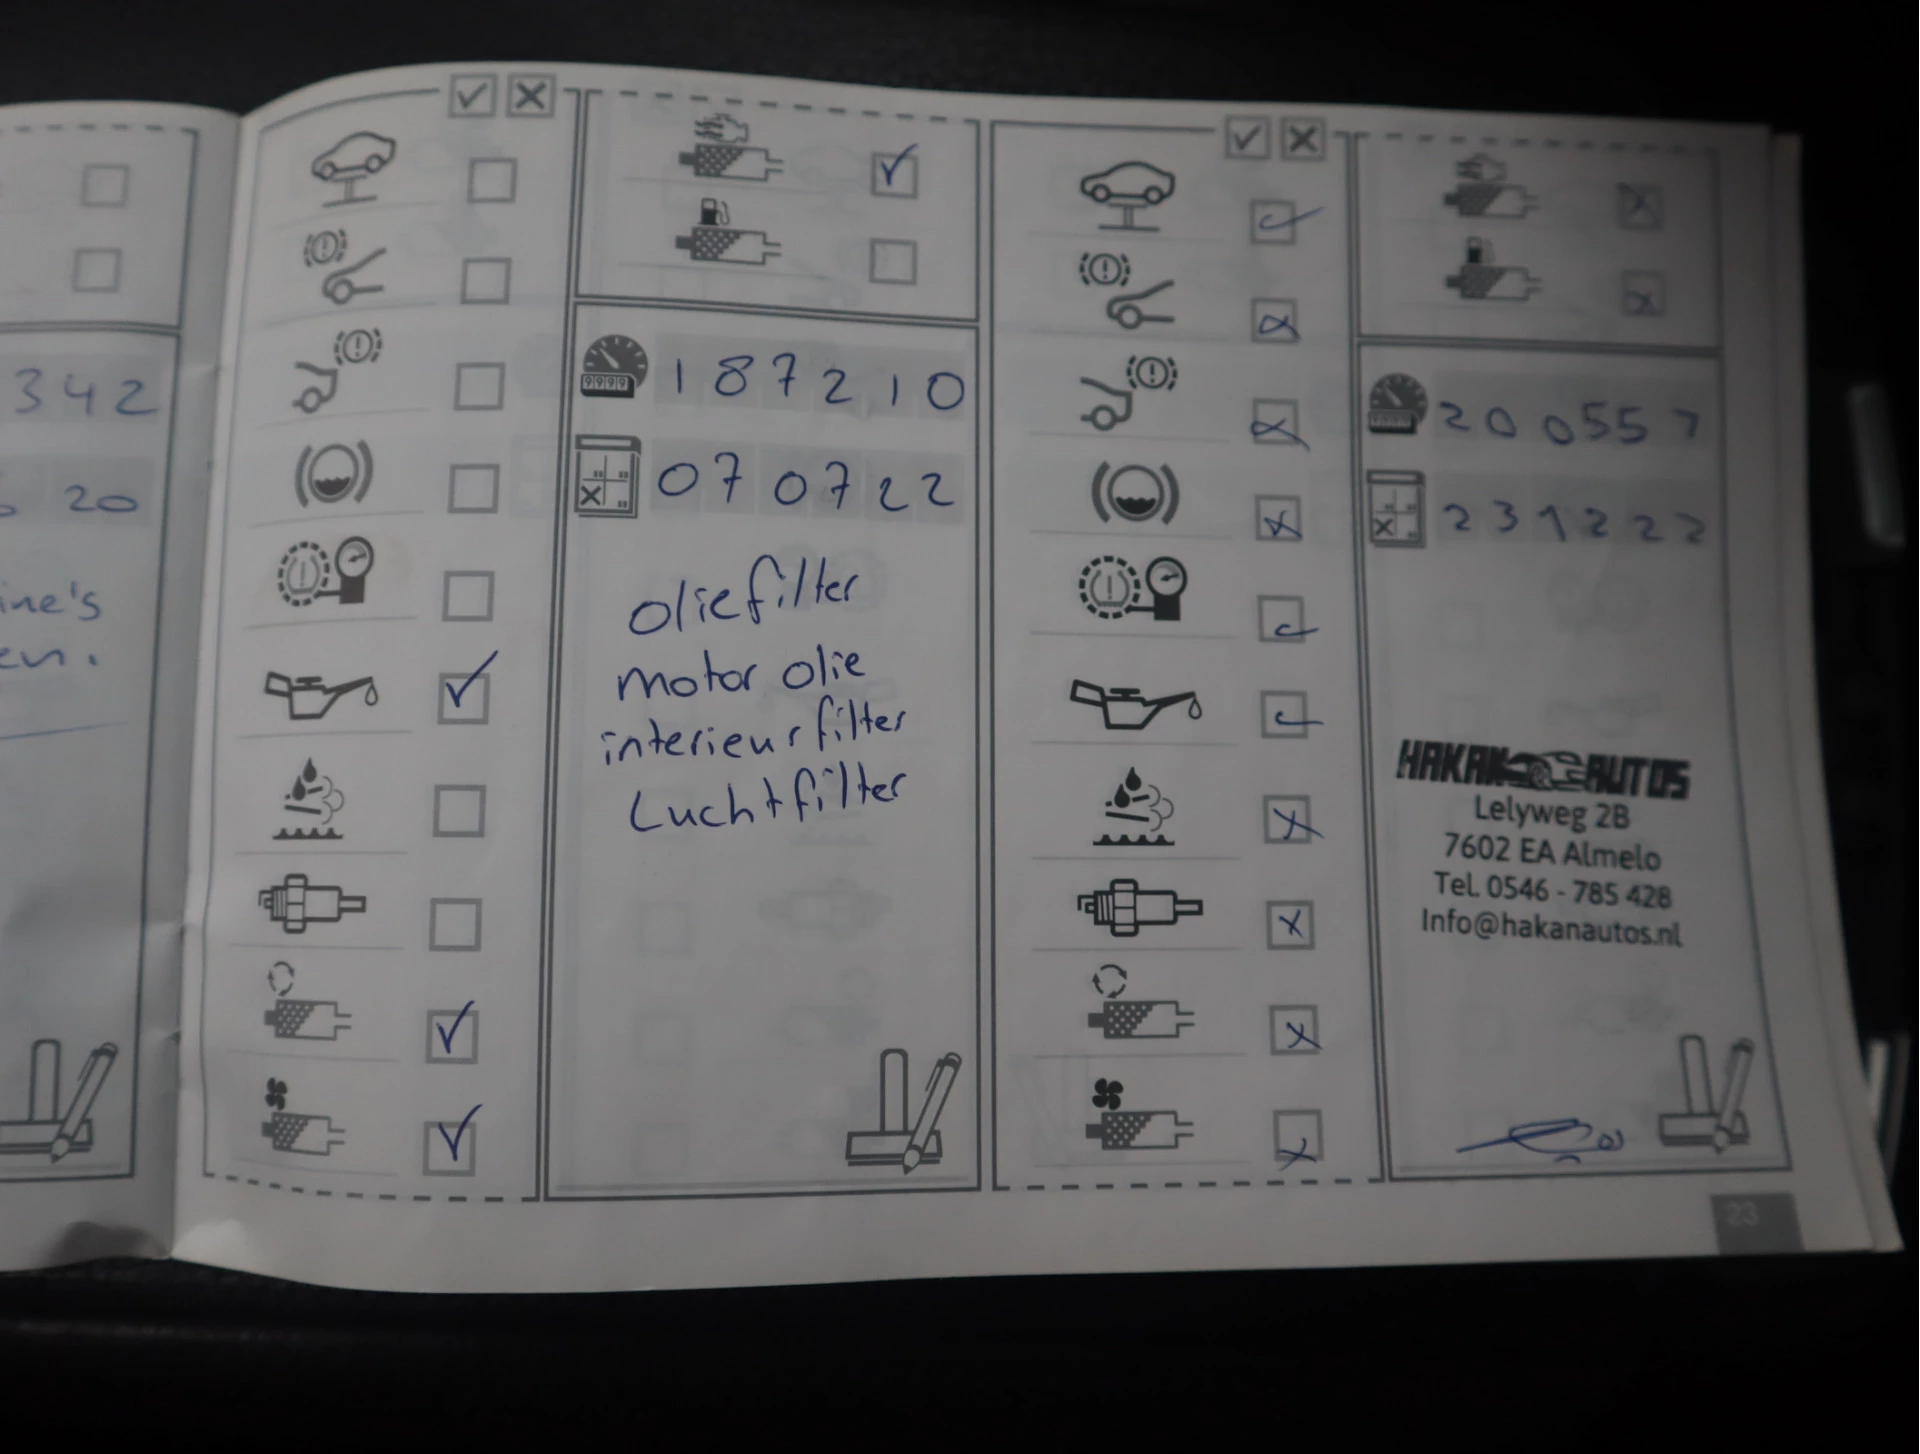 342
20
ine's
en.
187210
070722
oliefilter
motor olie
interieurfilter
Luchtfilter
200557
231222
HAKAN AUTOS
Lelyweg 2B
7602 EA Almelo
Tel. 0546 - 785 428
Info@hakanautos.nl
23